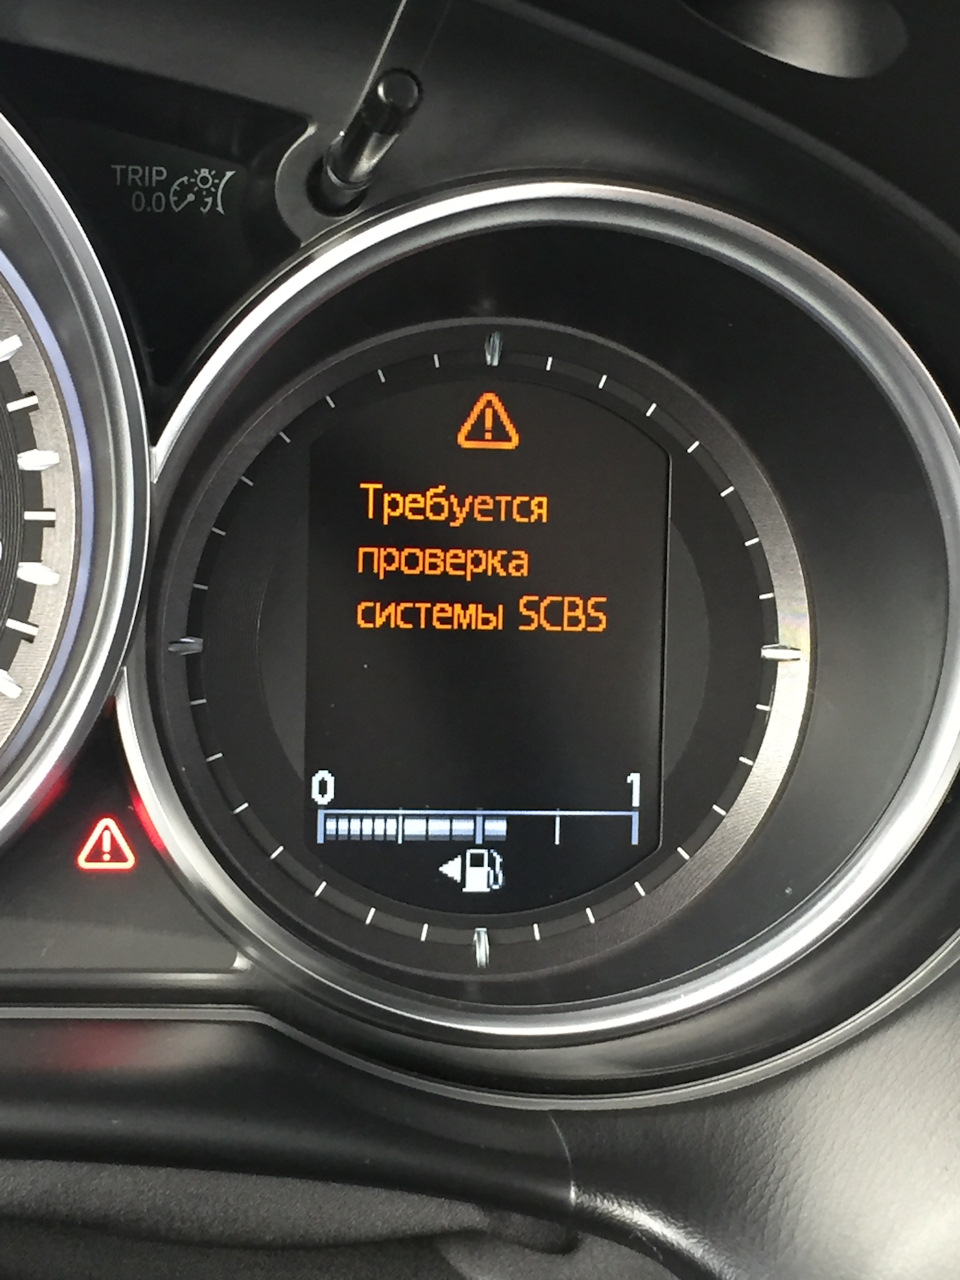 TRIP
0.0
Требуется
проверка
системы SCBS
0 1